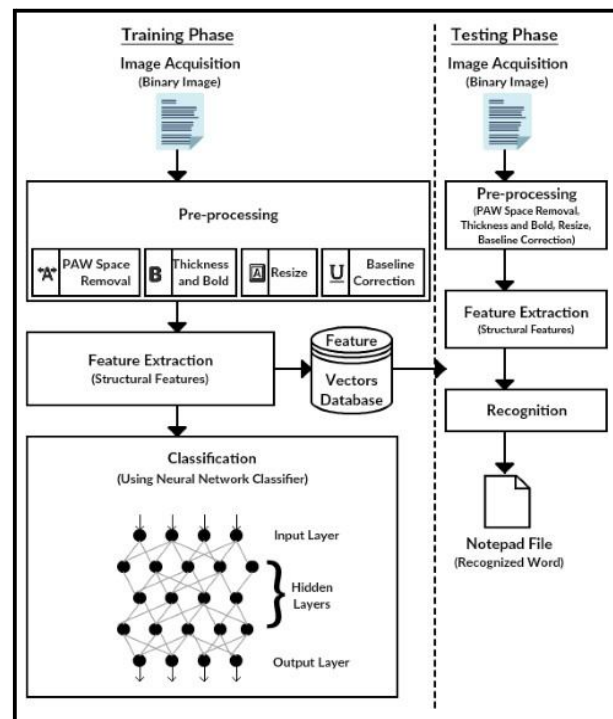 Training Phase
Image Acquisition
(Binary Image)
Pre-processing
A
PAW Space
Removal
B
Thickness
and Bold
A
Resize
U
Baseline
Correction
Feature Extraction
(Structural Features)
Feature
Vectors
Database
Classification
(Using Neural Network Classifier)
Input Layer
Hidden
Layers
Output Layer
Testing Phase
Image Acquisition
(Binary Image)
Pre-processing
(PAW Space Removal,
Thickness and Bold, Resize,
Baseline Correction)
Feature Extraction
(Structural Features)
Recognition
Notepad File
(Recognized Word)